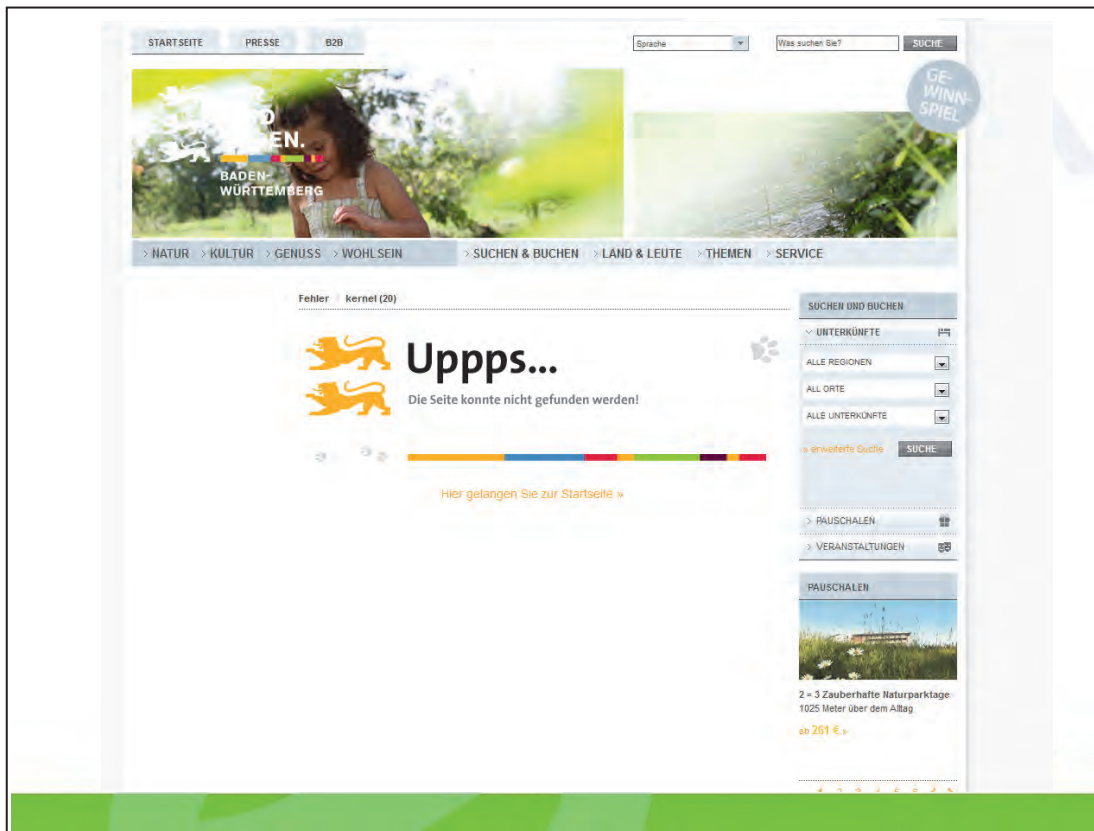 STARTSEITE PRESSE B2B
Sprache
Was suchen Sie?
SUCHE
GE-
WINN-
SPIEL
EN.
BADEN-
WÜRTTEMBERG
> NATUR > KULTUR > GENUSS > WOHLSEIN > SUCHEN & BUCHEN > LAND & LEUTE > THEMEN > SERVICE
Fehler kernel (20)
Uppps...
Die Seite konnte nicht gefunden werden!
Hier gelangen Sie zur Startseite »
SUCHEN UND BUCHEN
UNTERKÜNFTE
ALLE REGIONEN
ALL ORTE
ALLE UNTERKÜNFTE
» erweiterte Suche SUCHE
> PAUSCHALEN
> VERANSTALTUNGEN
PAUSCHALEN
2 = 3 Zauberhafte Naturparktage
1025 Meter über dem Alltag
ab 261 € »